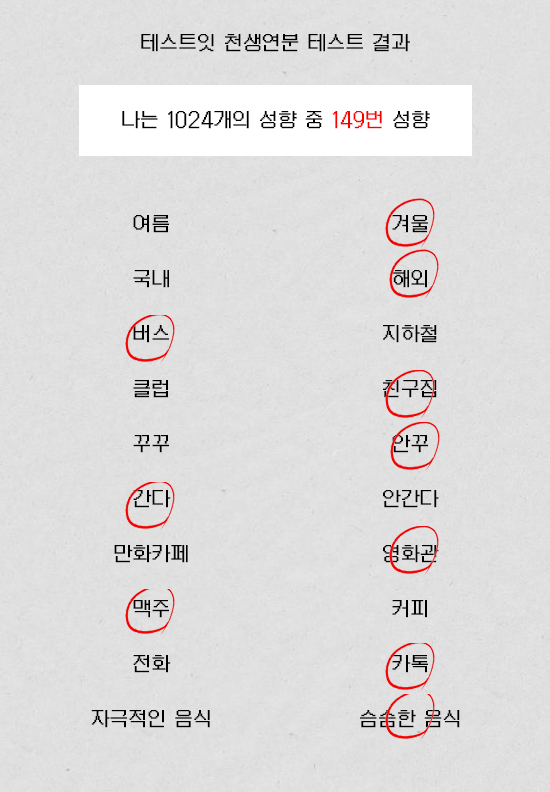 테스트잇 천생연분 테스트 결과
나는 1024개의 성향 중 149번 성향
여름 겨울
국내 해외
버스 지하철
클럽 친구집
꾸꾸 안꾸
간다 안간다
만화카페 영화관
맥주 커피
전화 카톡
자극적인 음식 슴슴한 음식